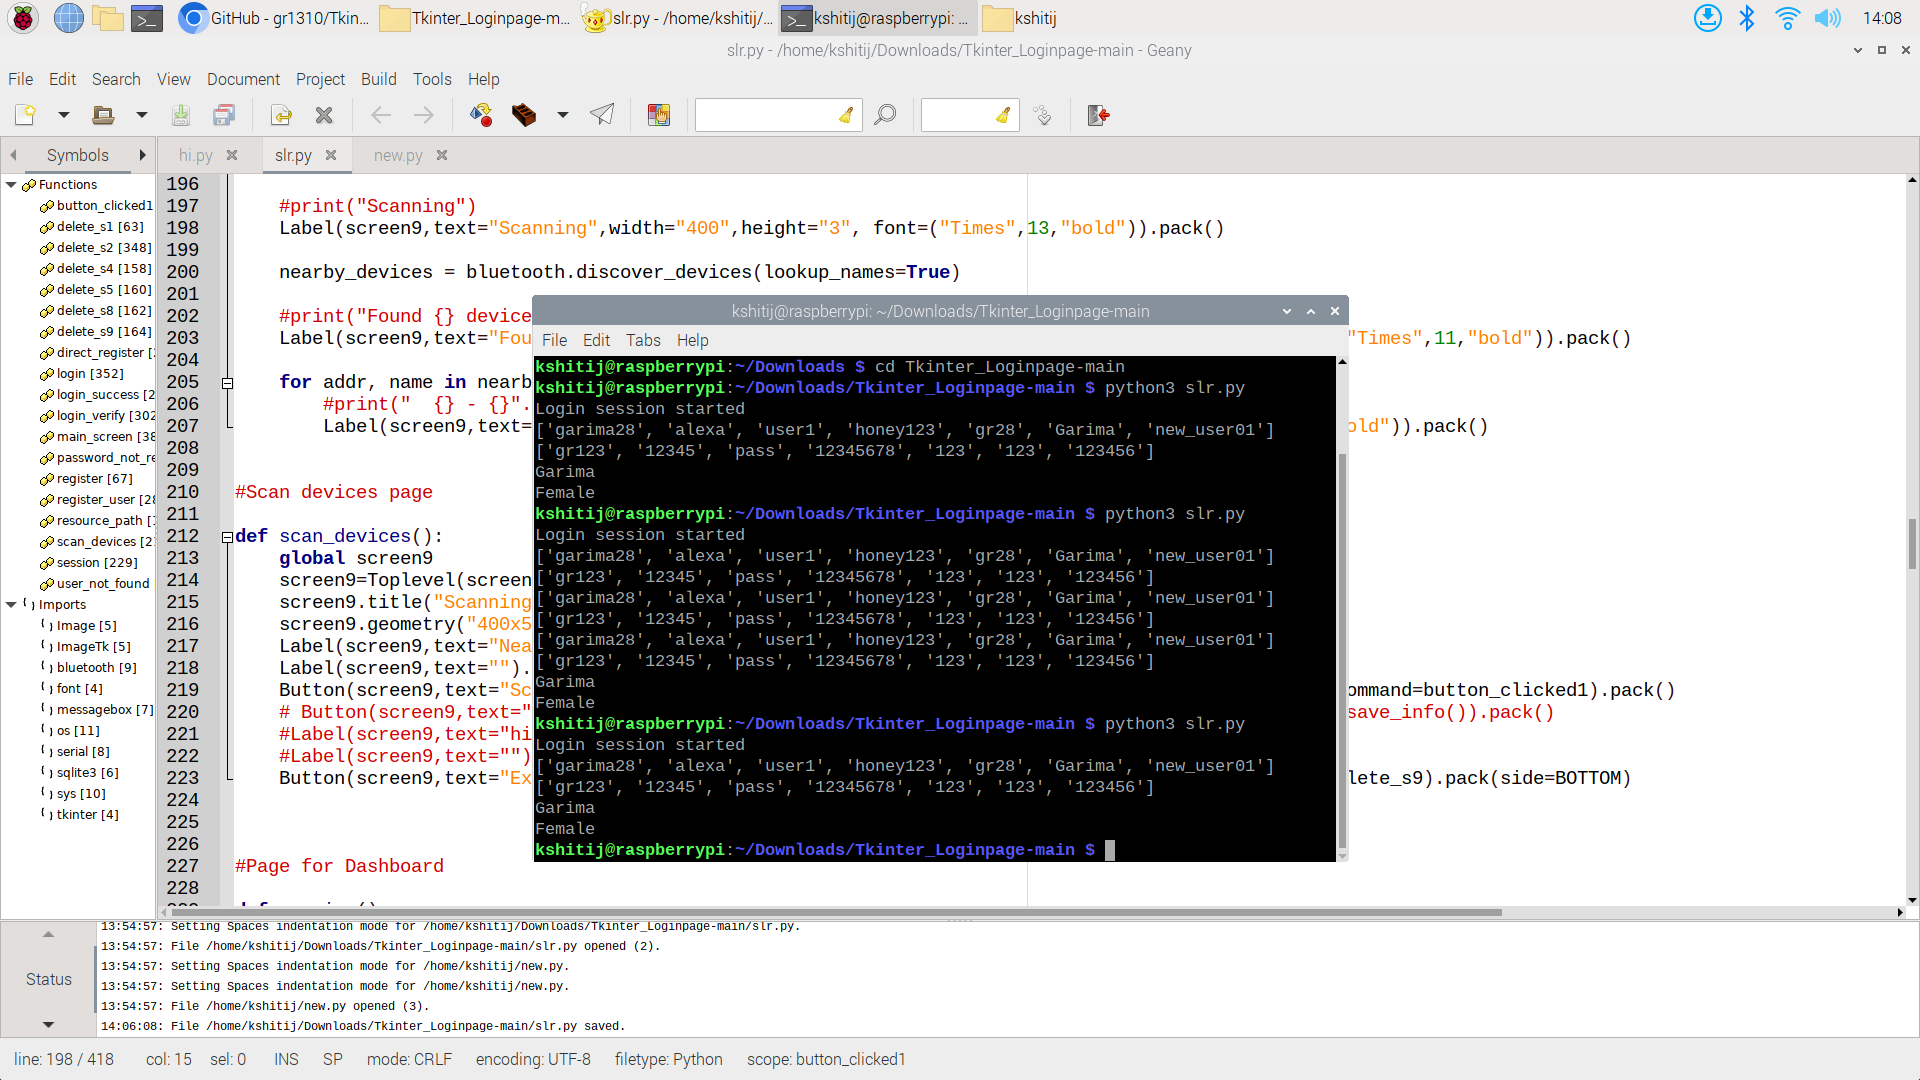 GitHub - gr1310/Tkin...
Tkinter_Loginpage-m...
slr.py - /home/kshitij/...
kshitij@raspberrypi: ...
kshitij
14:08
slr.py - /home/kshitij/Downloads/Tkinter_Loginpage-main - Geany
File Edit Search View Document Project Build Tools Help
Symbols
hi.py
slr.py
new.py
Functions
button_clicked1
delete_s1 [63]
delete_s2 [348]
delete_s4 [158]
delete_s5 [160]
delete_s8 [162]
delete_s9 [164]
direct_register [2
login [352]
login_success [2
login_verify [302
main_screen [38
password_not_re
register [67]
register_user [28
resource_path [1
scan_devices [21
session [229]
user_not_found
Imports
Image [5]
ImageTk [5]
bluetooth [9]
font [4]
messagebox [7]
os [11]
serial [8]
sqlite3 [6]
sys [10]
tkinter [4]
196
197 #print("Scanning")
198 Label(screen9,text="Scanning",width="400",height="3", font=("Times",13,"bold")).pack()
199
200 nearby_devices = bluetooth.discover_devices(lookup_names=True)
201
202 #print("Found {} device
203 Label(screen9,text="Fou "Times",11,"bold")).pack()
204
205 for addr, name in nearb
206 #print("  {} - {}".
207 Label(screen9,text= old")).pack()
208
209
210 #Scan devices page
211
212 def scan_devices():
213 global screen9
214 screen9=Toplevel(screen
215 screen9.title("Scanning
216 screen9.geometry("400x5
217 Label(screen9,text="Nea
218 Label(screen9,text="").
219 Button(screen9,text="Sc ommand=button_clicked1).pack()
220 # Button(screen9,text=" save_info()).pack()
221 #Label(screen9,text="hi
222 #Label(screen9,text="")
223 Button(screen9,text="Ex lete_s9).pack(side=BOTTOM)
224
225
226
227 #Page for Dashboard
228
kshitij@raspberrypi: ~/Downloads/Tkinter_Loginpage-main
File Edit Tabs Help
kshitij@raspberrypi:~/Downloads $ cd Tkinter_Loginpage-main
kshitij@raspberrypi:~/Downloads/Tkinter_Loginpage-main $ python3 slr.py
Login session started
['garima28', 'alexa', 'user1', 'honey123', 'gr28', 'Garima', 'new_user01']
['gr123', '12345', 'pass', '12345678', '123', '123', '123456']
Garima
Female
kshitij@raspberrypi:~/Downloads/Tkinter_Loginpage-main $ python3 slr.py
Login session started
['garima28', 'alexa', 'user1', 'honey123', 'gr28', 'Garima', 'new_user01']
['gr123', '12345', 'pass', '12345678', '123', '123', '123456']
['garima28', 'alexa', 'user1', 'honey123', 'gr28', 'Garima', 'new_user01']
['gr123', '12345', 'pass', '12345678', '123', '123', '123456']
['garima28', 'alexa', 'user1', 'honey123', 'gr28', 'Garima', 'new_user01']
['gr123', '12345', 'pass', '12345678', '123', '123', '123456']
Garima
Female
kshitij@raspberrypi:~/Downloads/Tkinter_Loginpage-main $ python3 slr.py
Login session started
['garima28', 'alexa', 'user1', 'honey123', 'gr28', 'Garima', 'new_user01']
['gr123', '12345', 'pass', '12345678', '123', '123', '123456']
Garima
Female
kshitij@raspberrypi:~/Downloads/Tkinter_Loginpage-main $
Status
13:54:57: Setting Spaces indentation mode for /home/kshitij/Downloads/Tkinter_Loginpage-main/slr.py.
13:54:57: File /home/kshitij/Downloads/Tkinter_Loginpage-main/slr.py opened (2).
13:54:57: Setting Spaces indentation mode for /home/kshitij/new.py.
13:54:57: Setting Spaces indentation mode for /home/kshitij/new.py.
13:54:57: File /home/kshitij/new.py opened (3).
14:06:08: File /home/kshitij/Downloads/Tkinter_Loginpage-main/slr.py saved.
line: 198 / 418 col: 15 sel: 0 INS SP mode: CRLF encoding: UTF-8 filetype: Python scope: button_clicked1